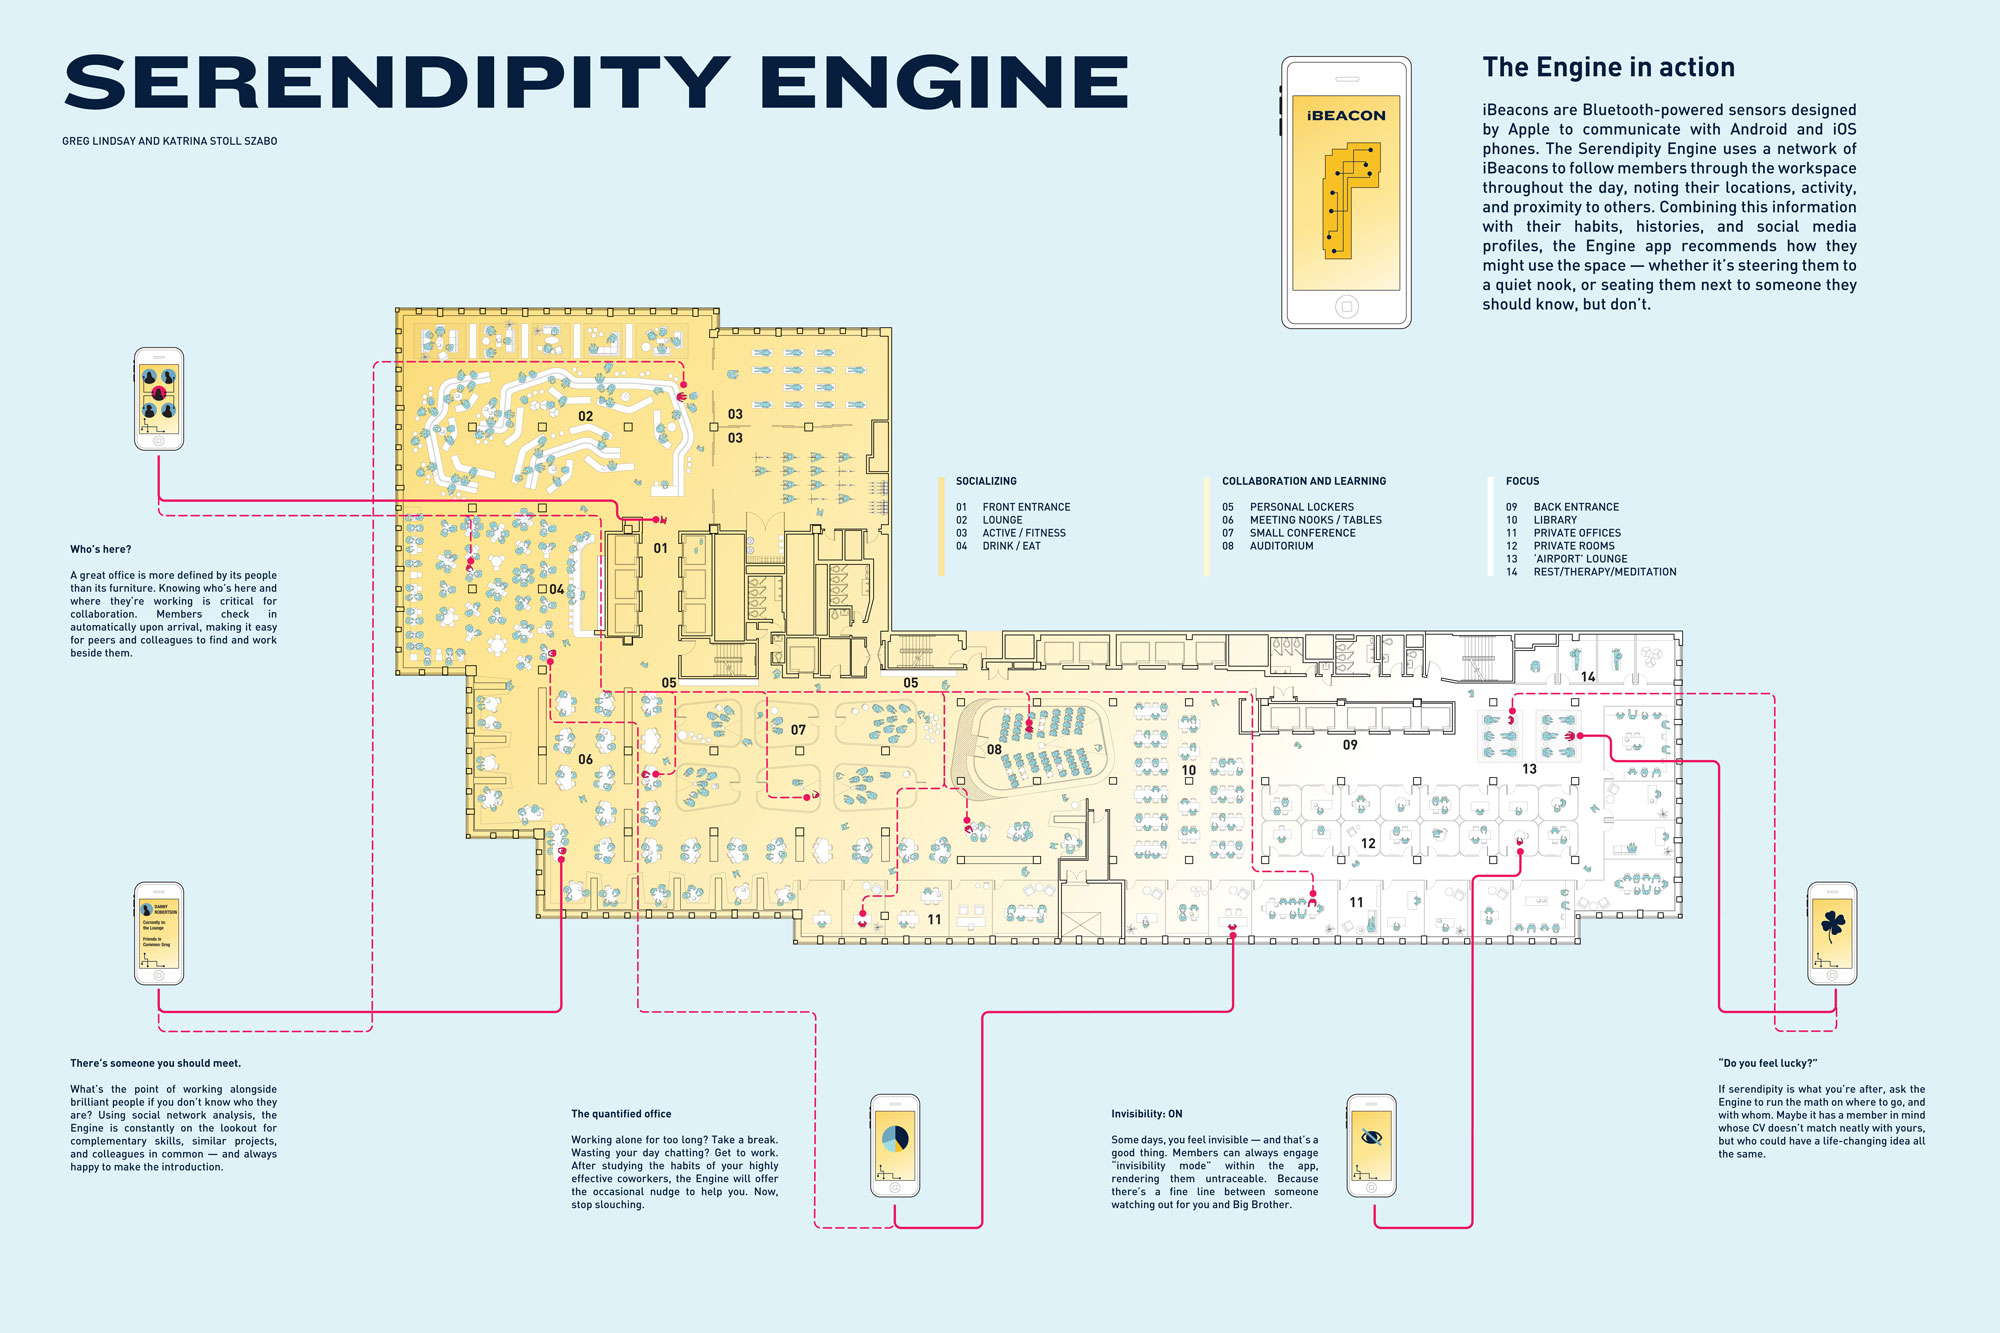 SERENDIPITY ENGINE
GREG LINDSAY AND KATRINA STOLL SZABO
iBEACON
The Engine in action
iBeacons are Bluetooth-powered sensors designed
by Apple to communicate with Android and iOS
phones. The Serendipity Engine uses a network of
iBeacons to follow members through the workspace
throughout the day, noting their locations, activity,
and proximity to others. Combining this information
with their habits, histories, and social media
profiles, the Engine app recommends how they
might use the space — whether it's steering them to
a quiet nook, or seating them next to someone they
should know, but don't.
SOCIALIZING
01 FRONT ENTRANCE
02 LOUNGE
03 ACTIVE / FITNESS
04 DRINK / EAT
COLLABORATION AND LEARNING
05 PERSONAL LOCKERS
06 MEETING NOOKS / TABLES
07 SMALL CONFERENCE
08 AUDITORIUM
FOCUS
09 BACK ENTRANCE
10 LIBRARY
11 PRIVATE OFFICES
12 PRIVATE ROOMS
13 'AIRPORT' LOUNGE
14 REST/THERAPY/MEDITATION
02
03
03
01
04
05
05
14
07
08
09
06
10
13
12
11
11
Who's here?
A great office is more defined by its people
than its furniture. Knowing who's here and
where they're working is critical for
collaboration. Members check in
automatically upon arrival, making it easy
for peers and colleagues to find and work
beside them.
DANNY
ROBERTSON
Currently in
the Lounge
Friends in
Common Greg
There's someone you should meet.
What's the point of working alongside
brilliant people if you don't know who they
are? Using social network analysis, the
Engine is constantly on the lookout for
complementary skills, similar projects,
and colleagues in common — and always
happy to make the introduction.
The quantified office
Working alone for too long? Take a break.
Wasting your day chatting? Get to work.
After studying the habits of your highly
effective coworkers, the Engine will offer
the occasional nudge to help you. Now,
stop slouching.
Invisibility: ON
Some days, you feel invisible — and that's a
good thing. Members can always engage
"invisibility mode" within the app,
rendering them untraceable. Because
there's a fine line between someone
watching out for you and Big Brother.
"Do you feel lucky?"
If serendipity is what you're after, ask the
Engine to run the math on where to go, and
with whom. Maybe it has a member in mind
whose CV doesn't match neatly with yours,
but who could have a life-changing idea all
the same.